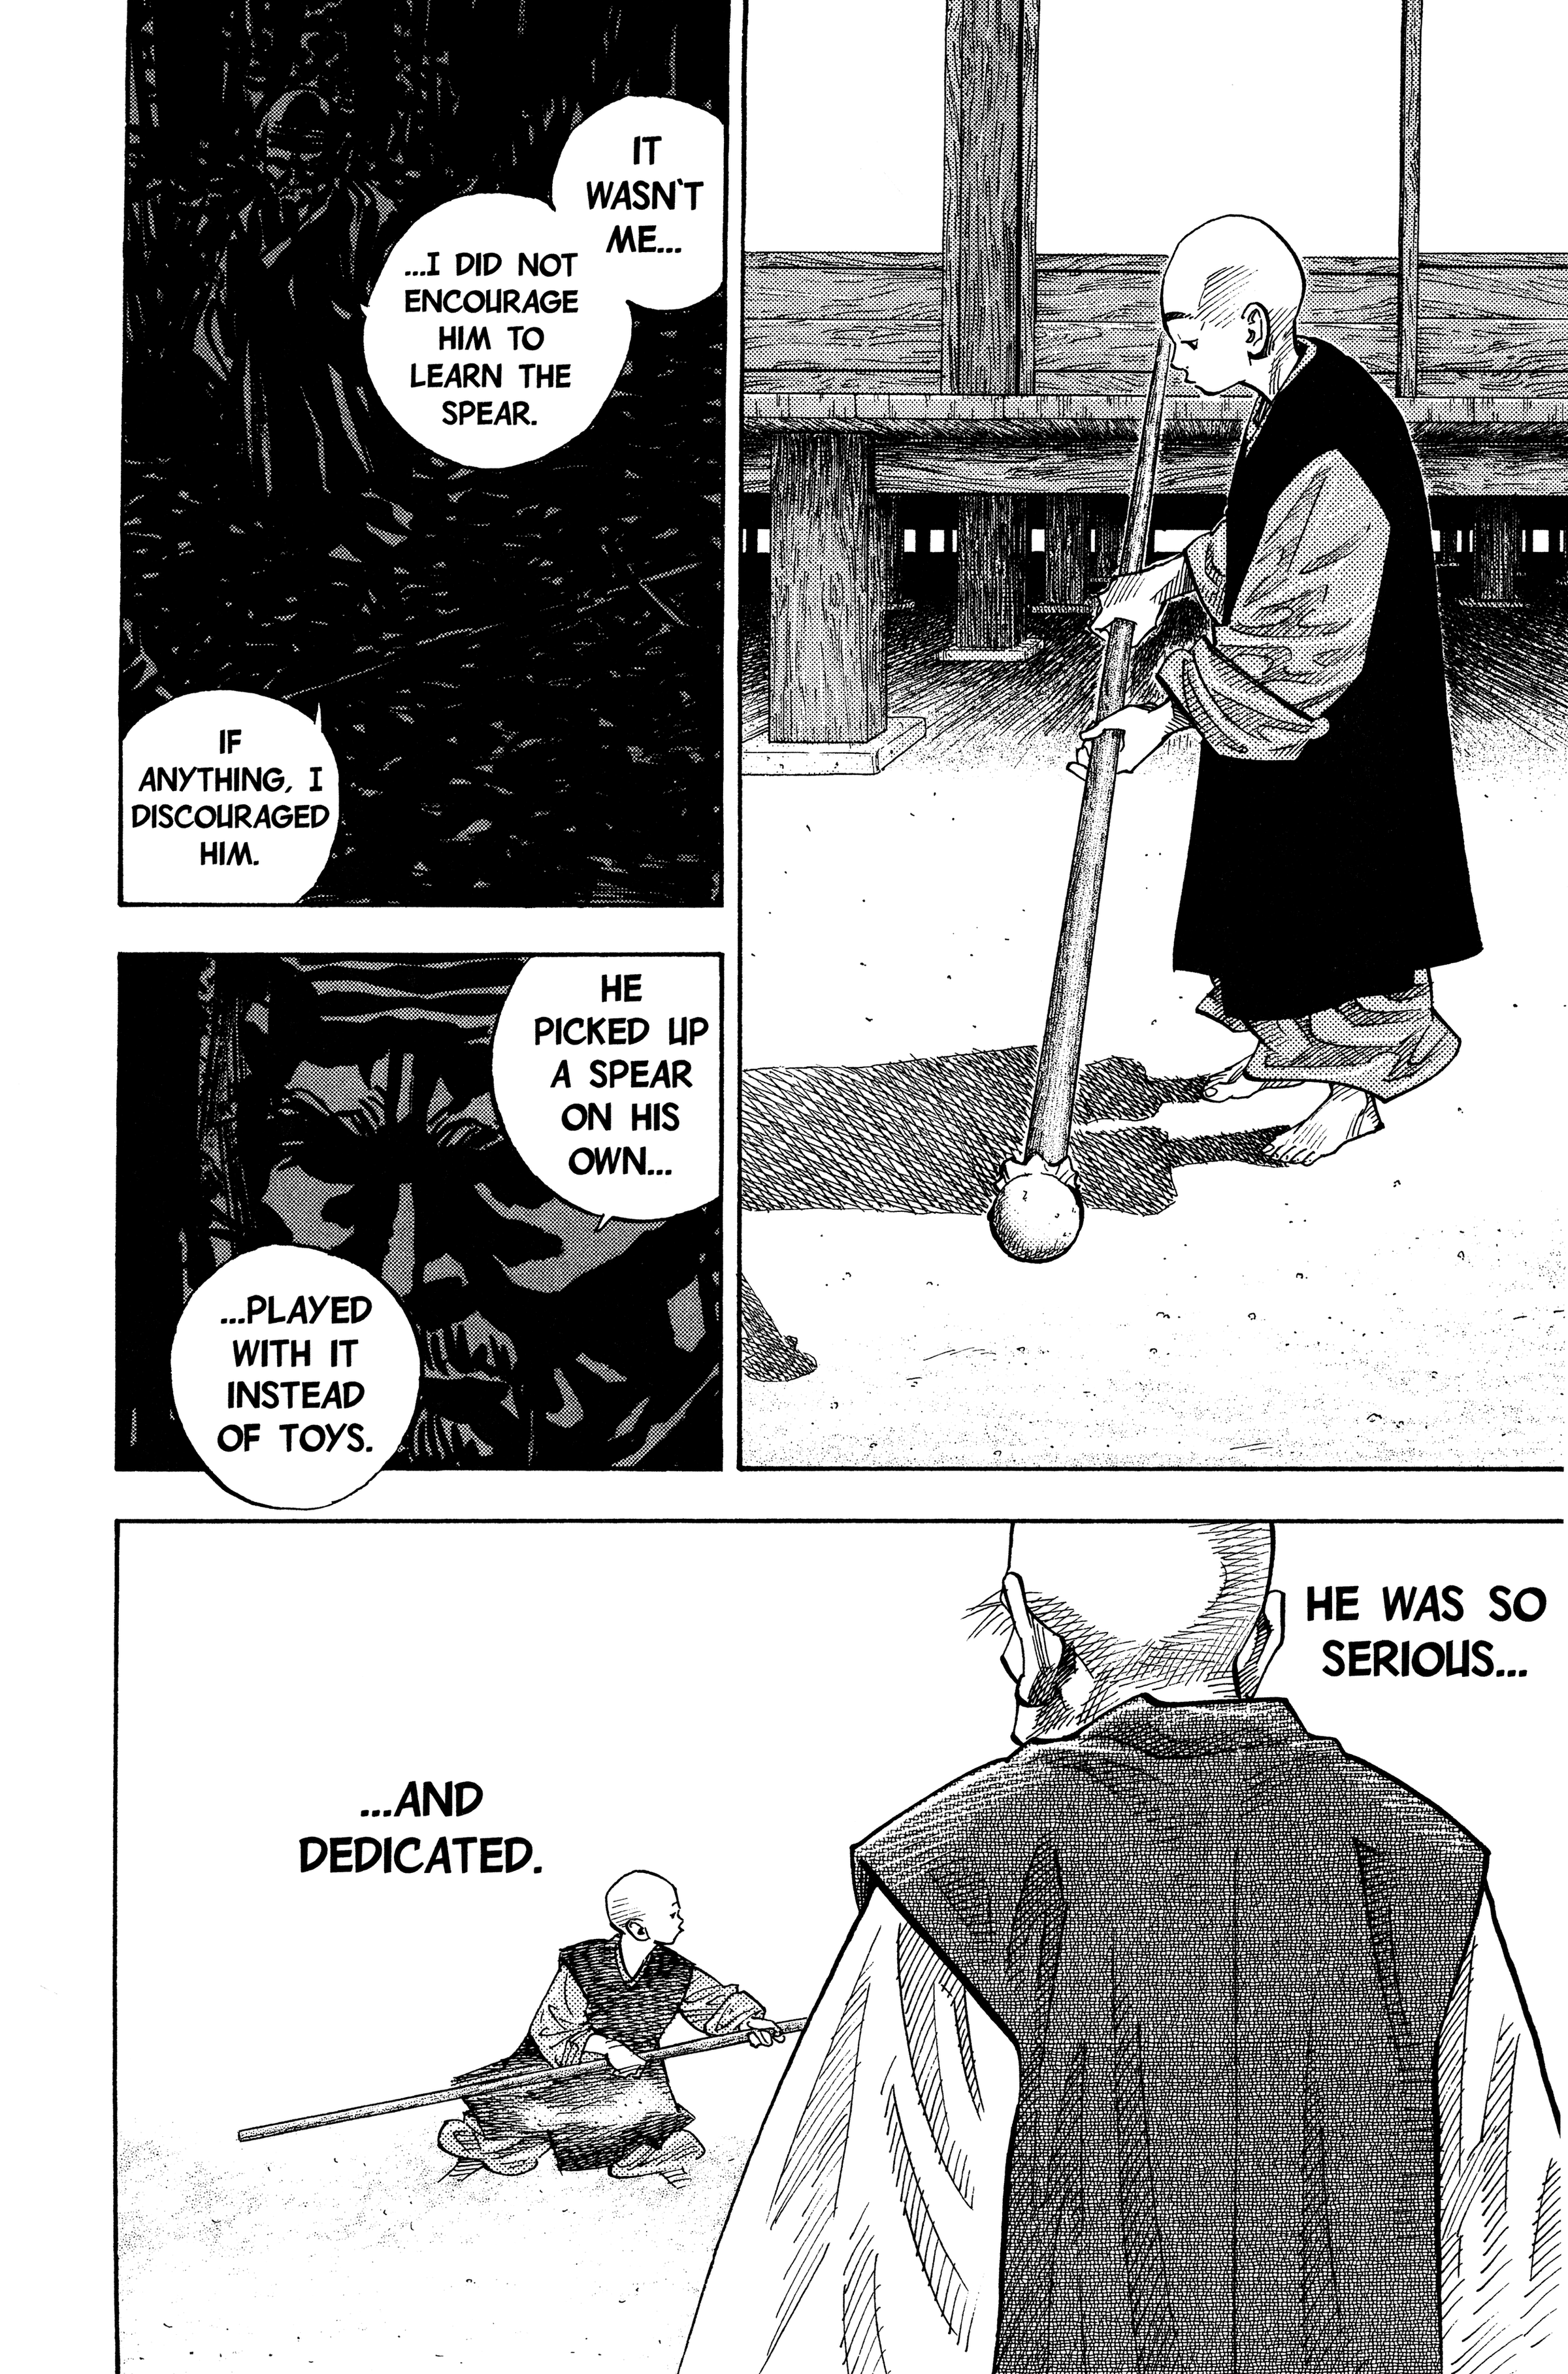 IT
WASN'T
ME...
...I DID NOT
ENCOURAGE
HIM TO
LEARN THE
SPEAR.
IF
ANYTHING, I
DISCOURAGED
HIM.
HE
PICKED UP
A SPEAR
ON HIS
OWN...
...PLAYED
WITH IT
INSTEAD
OF TOYS.
HE WAS SO
SERIOUS...
...AND
DEDICATED.